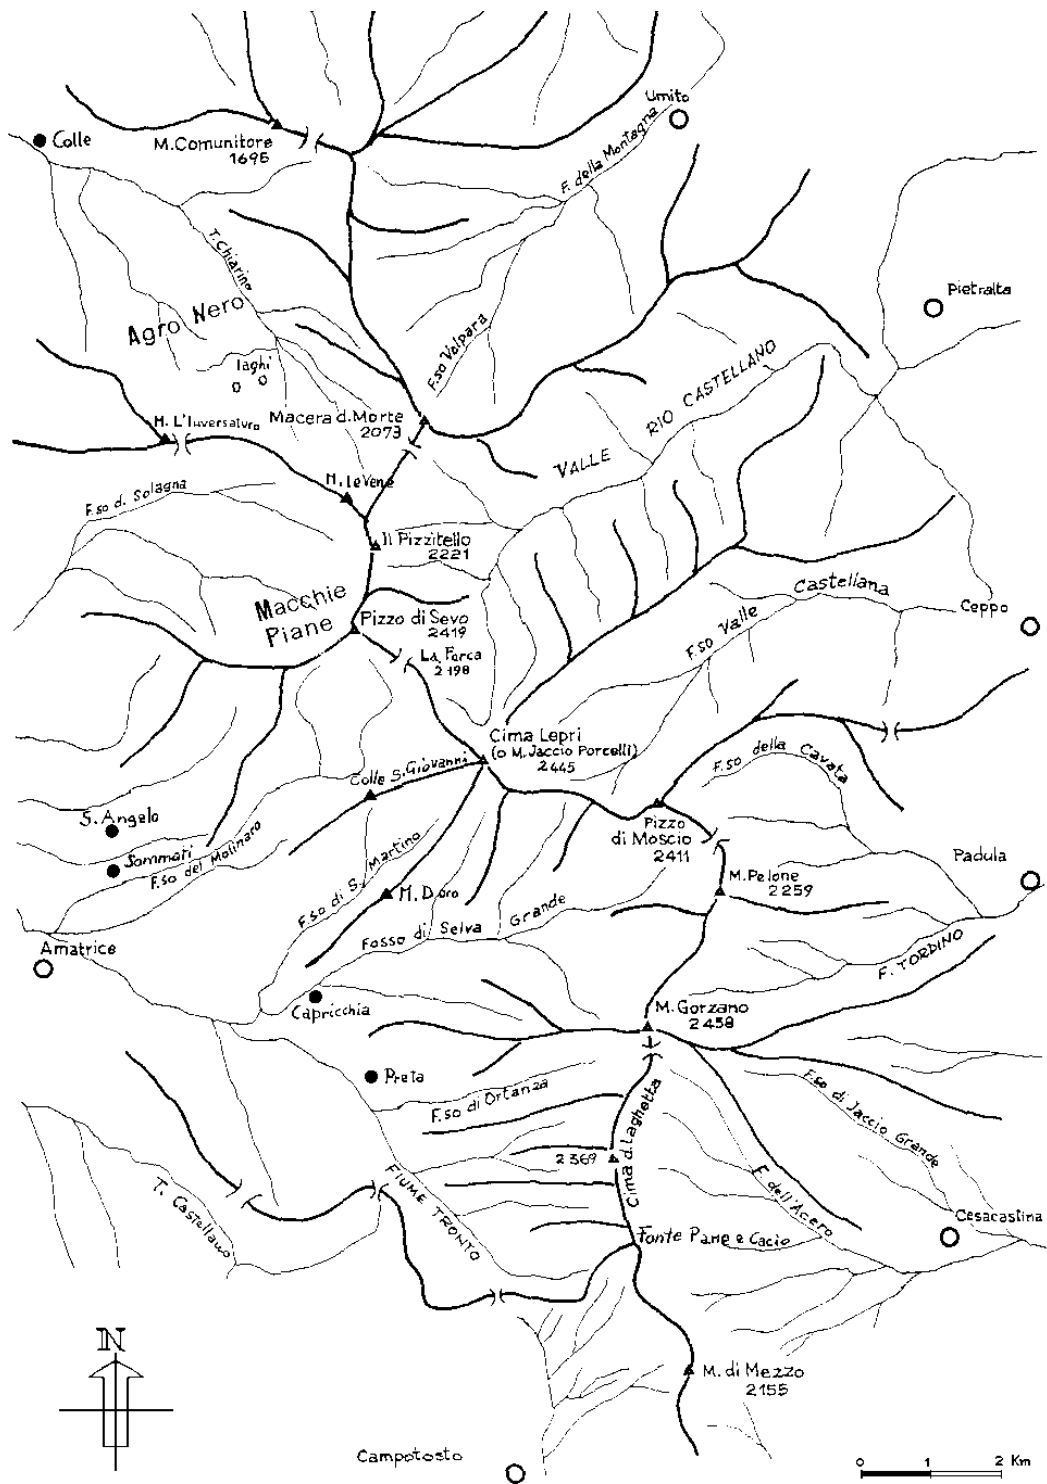 Umito
Colle
M. Comunitore
1695
F. della Montagna
T. Chiarino
Pietralta
Agro Nero
F.so Volpara
laghi
VALLE RIO CASTELLANO
Macera d. Morte
2073
M. L'Inversaturo
M. Le Vene
F.so d. Solagna
Il Pizzitello
2221
Castellana
Macchie
Piane
Pizzo di Sevo
2419
Ceppo
F.so Valle
La Forca
2198
Cima Lepri
(o M. Jaccio Porcelli)
2445
F.so della Cavata
Colle S. Giovanni
S. Angelo
Pizzo
di Moscio
2411
Sommati
F.so del Molinaro
Padula
F.so di S. Martino
M. Pelone
2259
M. Doro
Fosso di Selva Grande
Amatrice
F. TORDINO
Capricchia
M. Gorzano
2458
Preta
F.so di Ortanza
F.so di Jaccio Grande
Cima d. Laghetta
2369
F. dell'Acero
T. Castellano
FIUME TRONTO
Cesacastina
Fonte Pane e Cacio
N
M. di Mezzo
2155
Campotosto
0 1 2 Km